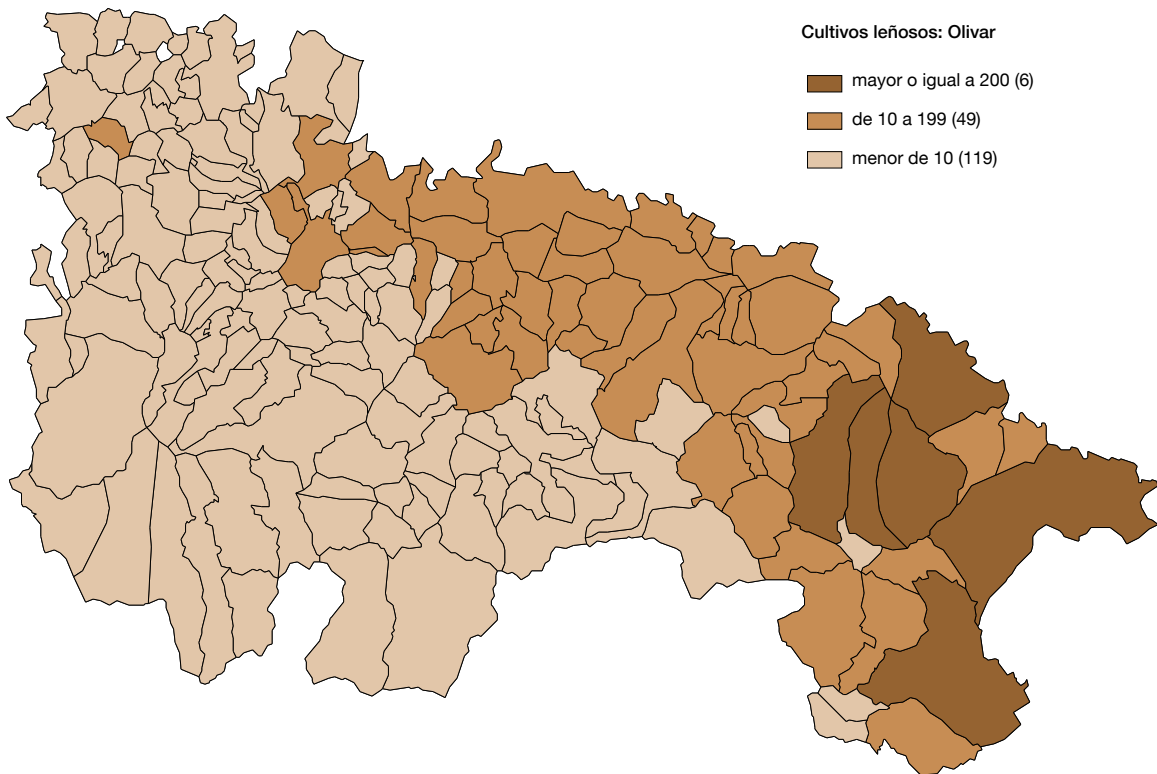 Cultivos leñosos: Olivar
mayor o igual a 200 (6)
de 10 a 199 (49)
menor de 10 (119)